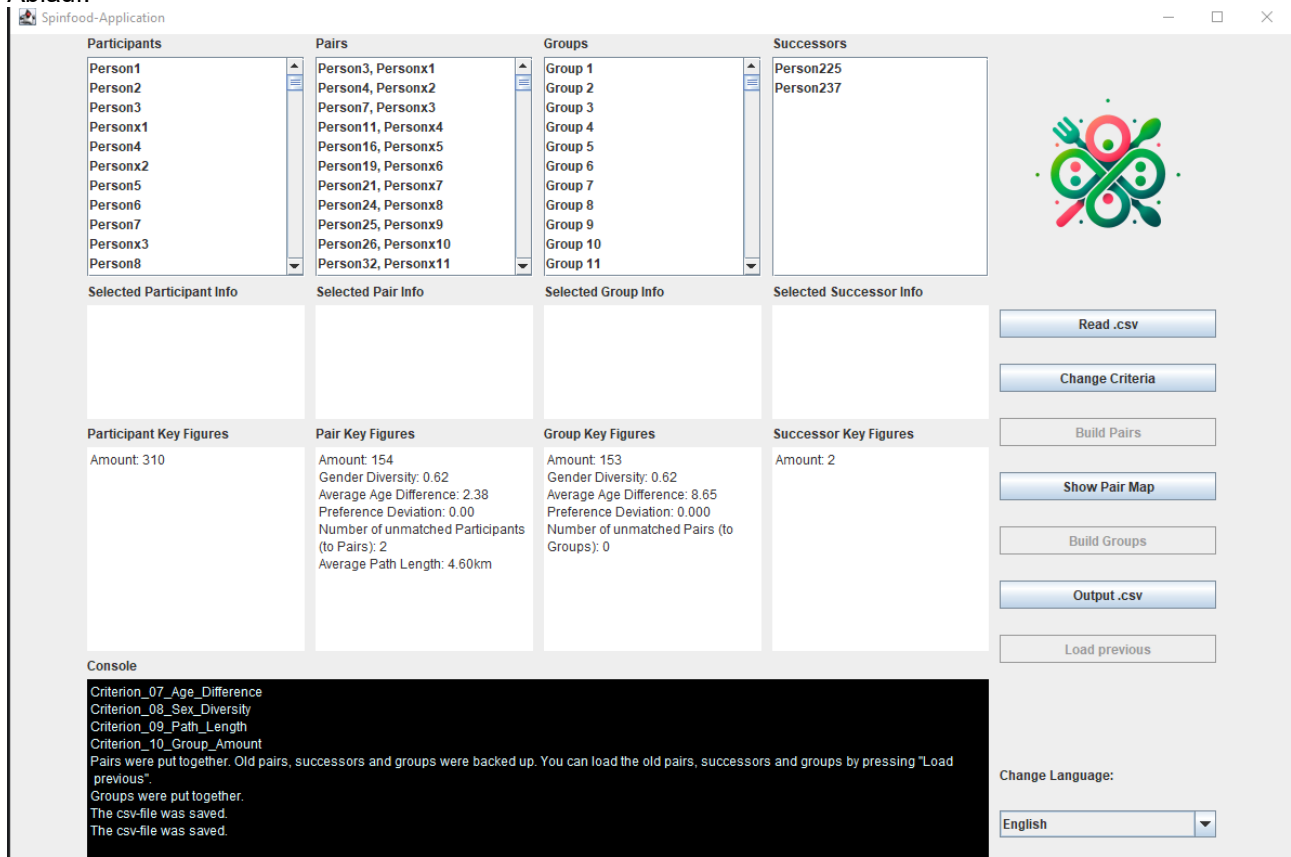 Spinfood-Application
Participants
Person1
Person2
Person3
Personx1
Person4
Personx2
Person5
Person6
Person7
Personx3
Person8
Pairs
Person3, Personx1
Person4, Personx2
Person7, Personx3
Person11, Personx4
Person16, Personx5
Person19, Personx6
Person21, Personx7
Person24, Personx8
Person25, Personx9
Person26, Personx10
Person32, Personx11
Groups
Group 1
Group 2
Group 3
Group 4
Group 5
Group 6
Group 7
Group 8
Group 9
Group 10
Group 11
Successors
Person225
Person237
Selected Participant Info
Selected Pair Info
Selected Group Info
Selected Successor Info
Participant Key Figures
Amount: 310
Pair Key Figures
Amount: 154
Gender Diversity: 0.62
Average Age Difference: 2.38
Preference Deviation: 0.00
Number of unmatched Participants
(to Pairs): 2
Average Path Length: 4.60km
Group Key Figures
Amount: 153
Gender Diversity: 0.62
Average Age Difference: 8.65
Preference Deviation: 0.000
Number of unmatched Pairs (to
Groups): 0
Successor Key Figures
Amount: 2
Read .csv
Change Criteria
Build Pairs
Show Pair Map
Build Groups
Output .csv
Load previous
Console
Criterion_07_Age_Difference
Criterion_08_Sex_Diversity
Criterion_09_Path_Length
Criterion_10_Group_Amount
Pairs were put together. Old pairs, successors and groups were backed up. You can load the old pairs, successors and groups by pressing "Load
previous".
Groups were put together.
The csv-file was saved.
The csv-file was saved.
Change Language:
English